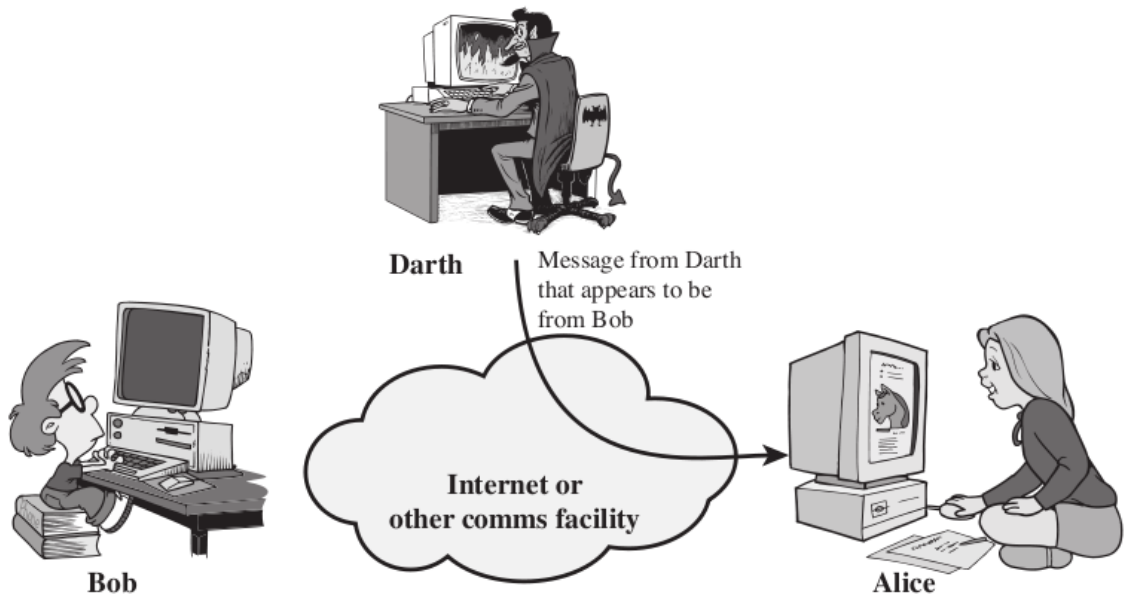 Darth
Message from Darth
that appears to be
from Bob
Internet or
other comms facility
Bob
Alice